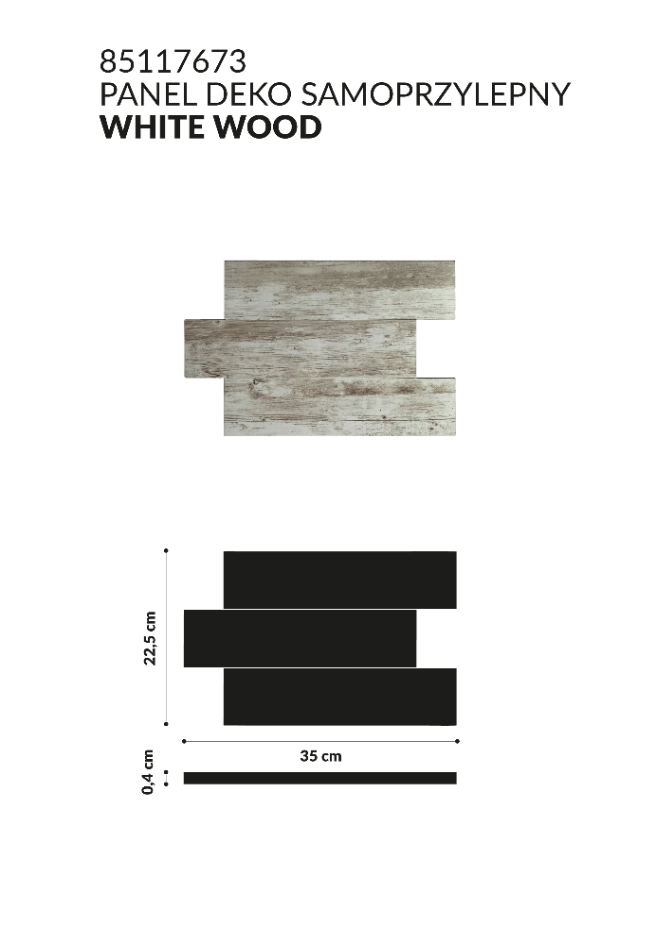 85117673
PANEL DEKO SAMOPRZYLEPNY
WHITE WOOD
22,5 cm
35 cm
0,4 cm